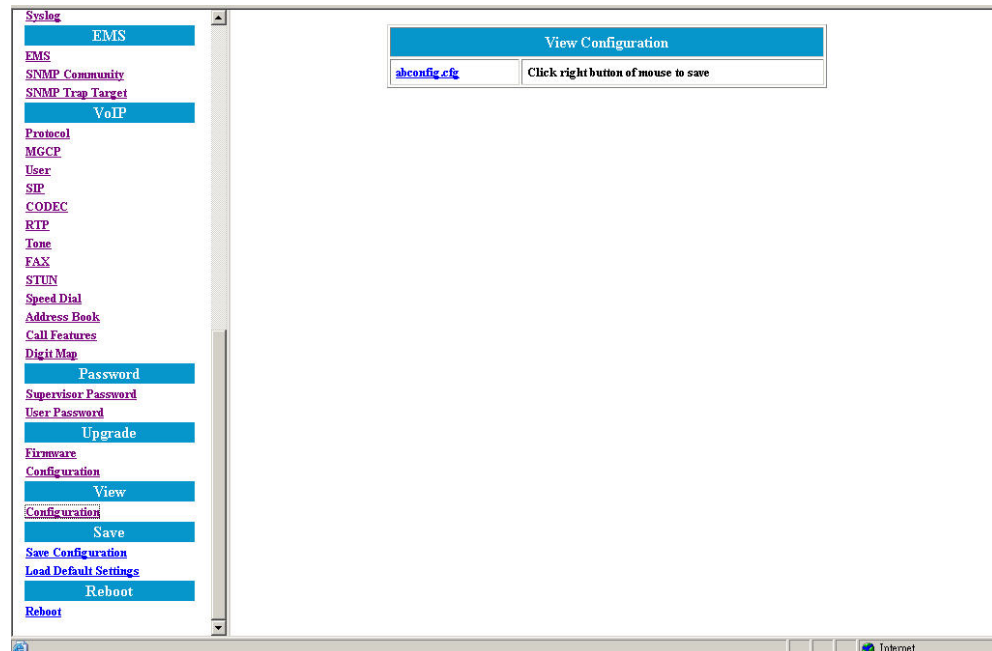 Syslog
EMS
EMS
SNMP Community
SNMP Trap Target
VoIP
Protocol
MGCP
User
SIP
CODEC
RTP
Tone
FAX
STUN
Speed Dial
Address Book
Call Features
Digit Map
Password
Supervisor Password
User Password
Upgrade
Firmware
Configuration
View
Configuration
Save
Save Configuration
Load Default Settings
Reboot
Reboot
View Configuration
abconfig.cfg Click right button of mouse to save
Internet